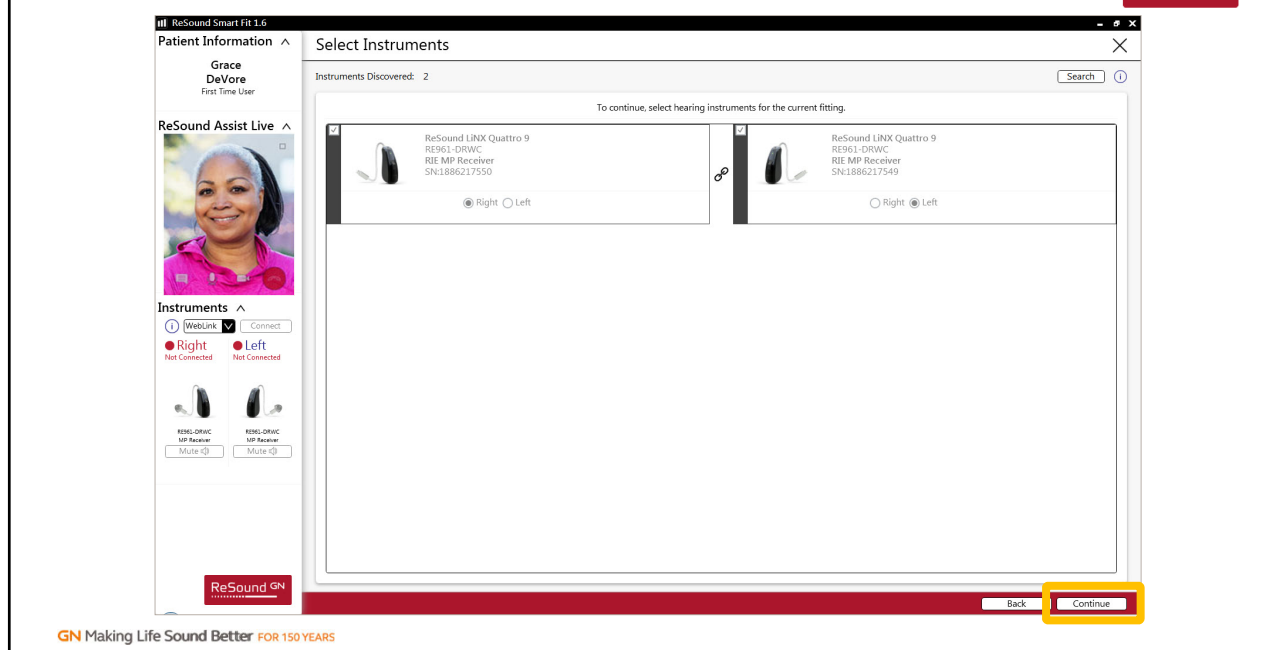 ReSound Smart Fit 1.6
Patient Information
Grace
DeVore
First Time User
ReSound Assist Live
Instruments
WebLink Connect
Right Left
Not Connected Not Connected
RE961-DRWC RE961-DRWC
MP Receiver MP Receiver
Mute Mute
ReSound GN
Select Instruments
Instruments Discovered: 2
Search
To continue, select hearing instruments for the current fitting.
ReSound LiNX Quattro 9
RE961-DRWC
RIE MP Receiver
SN:1886217550
Right Left
ReSound LiNX Quattro 9
RE961-DRWC
RIE MP Receiver
SN:1886217549
Right Left
Back Continue
GN Making Life Sound Better FOR 150 YEARS